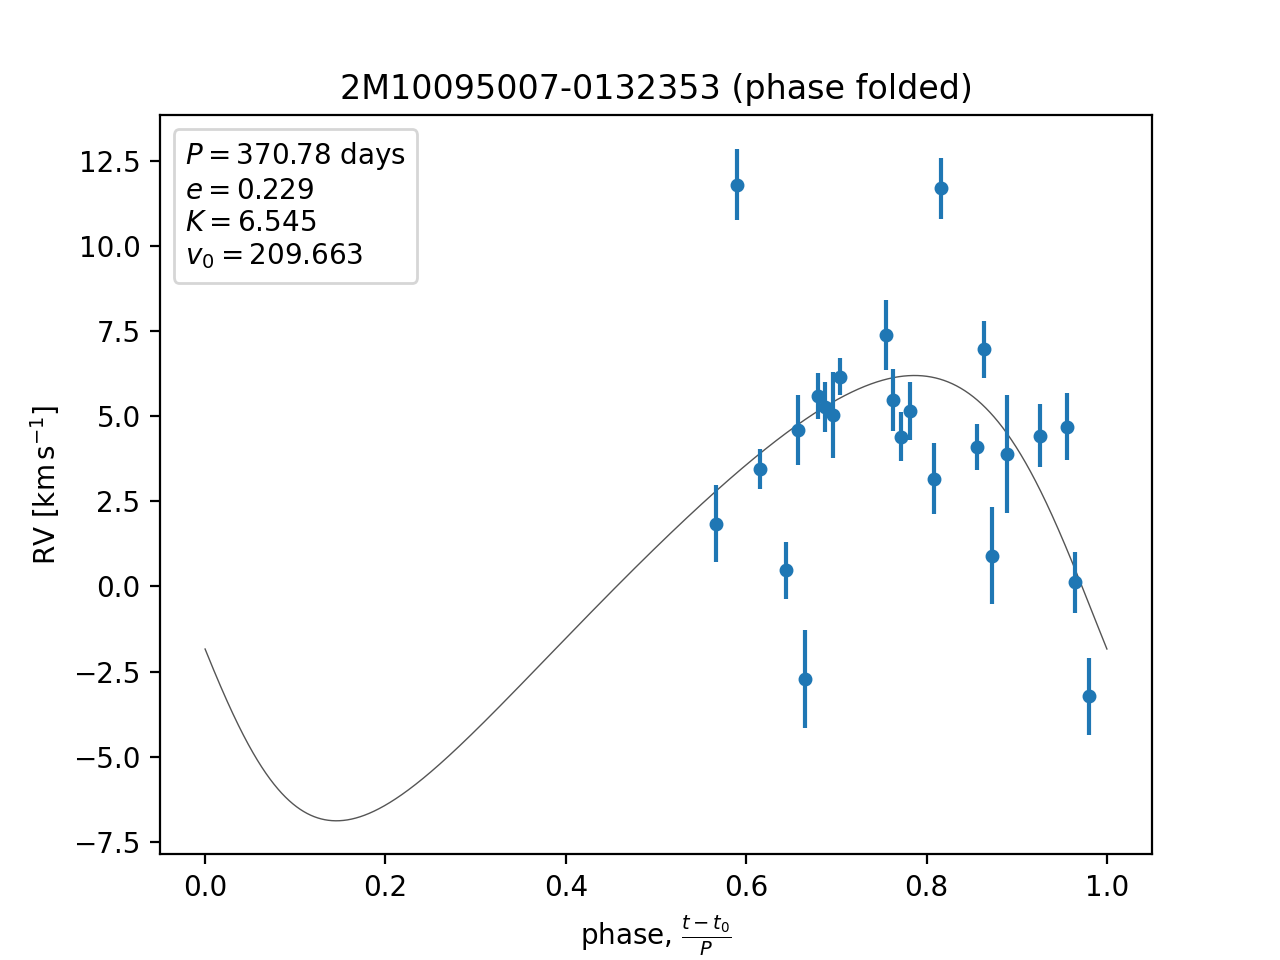 2M10095007-0132353 (phase folded)
P = 370.78 days
e = 0.229
K = 6.545
v₀ = 209.663
12.5
10.0
7.5
5.0
2.5
0.0
−2.5
−5.0
−7.5
RV [km s⁻¹]
0.0 0.2 0.4 0.6 0.8 1.0
phase, (t − t₀)/P